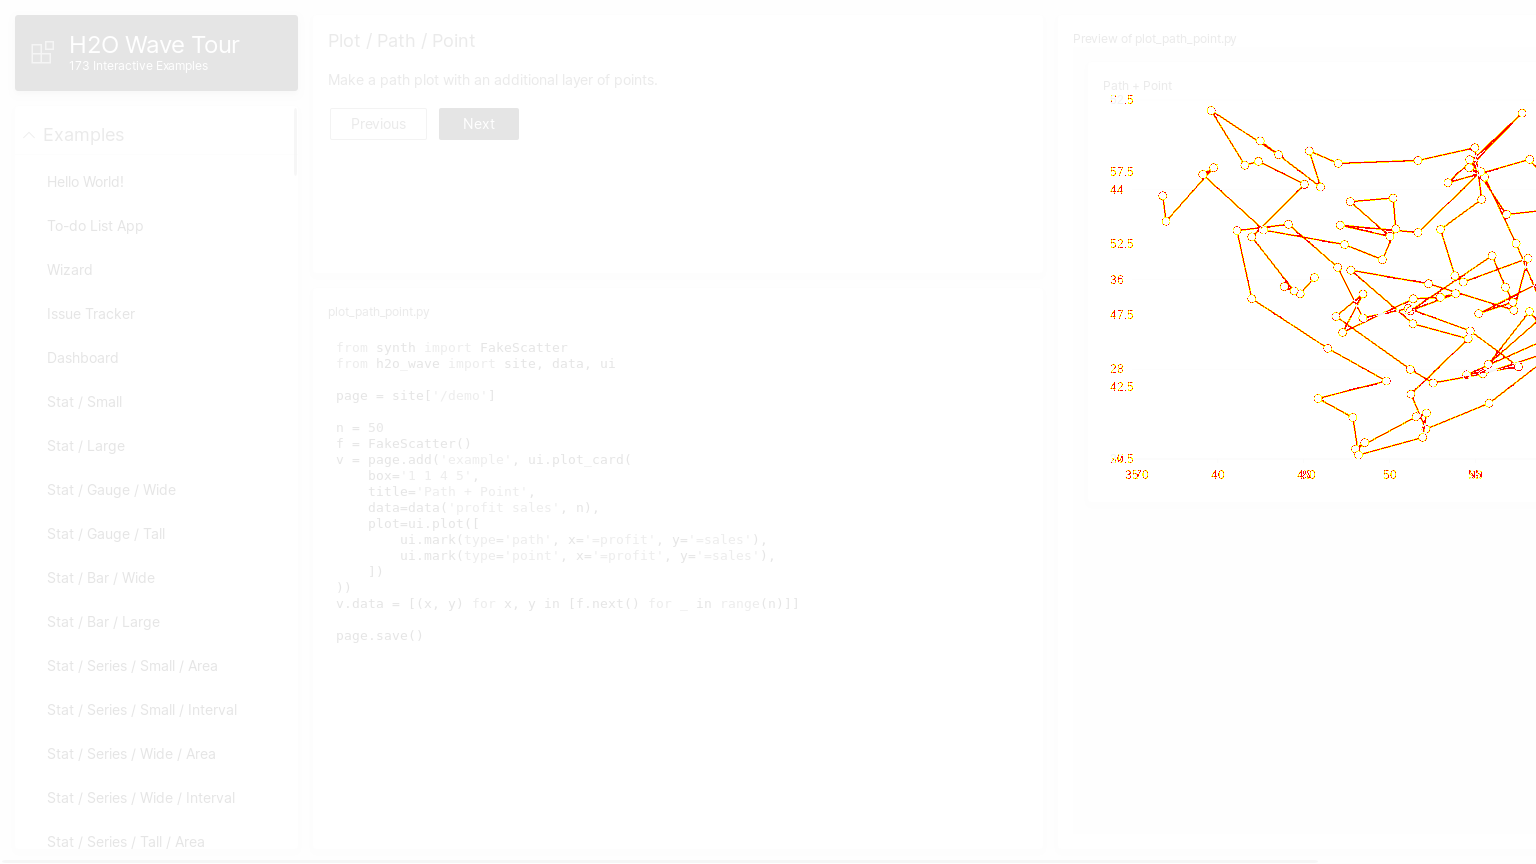 H2O Wave Tour
173 Interactive Examples
Examples
Hello World!
To-do List App
Wizard
Issue Tracker
Dashboard
Stat / Small
Stat / Large
Stat / Gauge / Wide
Stat / Gauge / Tall
Stat / Bar / Wide
Stat / Bar / Large
Stat / Series / Small / Area
Stat / Series / Small / Interval
Stat / Series / Wide / Area
Stat / Series / Wide / Interval
Stat / Series / Tall / Area
Plot / Path / Point
Make a path plot with an additional layer of points.
Previous
Next
plot_path_point.py
from synth import FakeScatter
from h2o_wave import site, data, ui
page = site['/demo']
n = 50
f = FakeScatter()
v = page.add('example', ui.plot_card(
box='1 1 4 5',
title='Path + Point',
data=data('profit sales', n),
plot=ui.plot([
ui.mark(type='path', x='=profit', y='=sales'),
ui.mark(type='point', x='=profit', y='=sales'),
])
))
v.data = [(x, y) for x, y in [f.next() for _ in range(n)]]
page.save()
Preview of plot_path_point.py
Path + Point
57.5
44
52.5
36
47.5
28
42.5
40
50